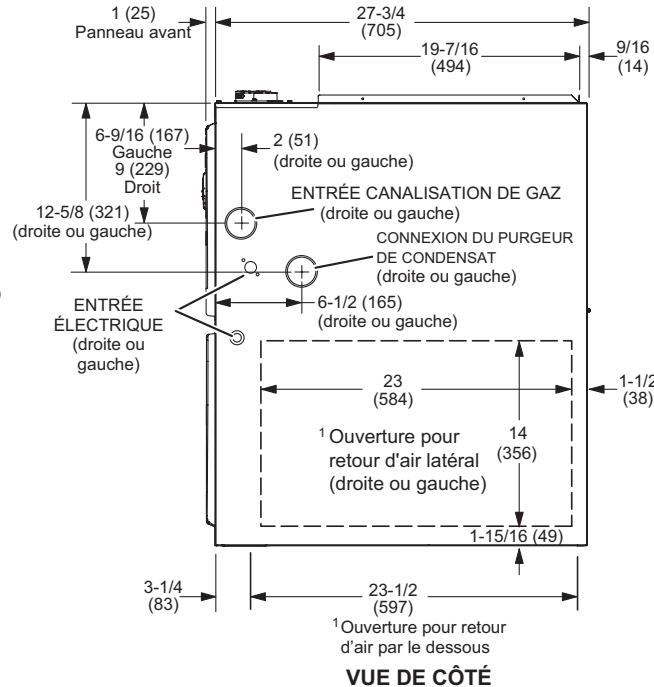 1 (25)
Panneau avant
27-3/4
(705)
19-7/16
(494)
9/16
(14)
6-9/16 (167)
Gauche
9 (229)
Droit
2 (51)
(droite ou gauche)
12-5/8 (321)
(droite ou gauche)
ENTRÉE CANALISATION DE GAZ
(droite ou gauche)
CONNEXION DU PURGEUR
DE CONDENSAT
(droite ou gauche)
6-1/2 (165)
(droite ou gauche)
ENTRÉE
ÉLECTRIQUE
(droite ou
gauche)
23
(584)
1-1/2
(38)
14
(356)
1 Ouverture pour
retour d'air latéral
(droite ou gauche)
1-15/16 (49)
3-1/4
(83)
23-1/2
(597)
1 Ouverture pour retour
d'air par le dessous
VUE DE CÔTÉ